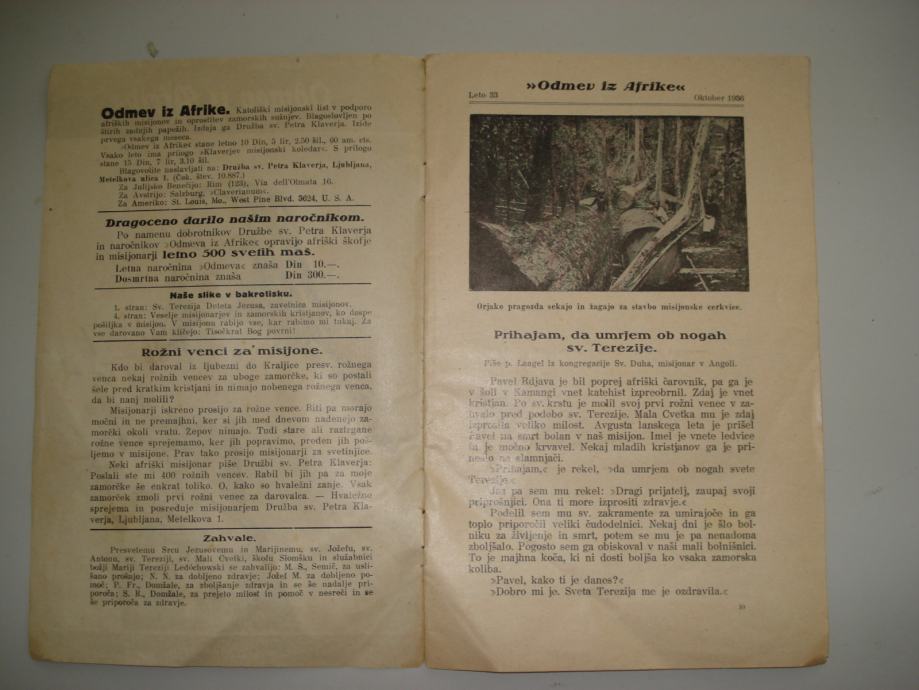 Odmev iz Afrike. Katoliški misijonski list v podporo
afriških misijonov in oprostitev zamorskih sužnjev. Blagoslovljen po
štirih zadnjih papežih. Izdaja ga Družba sv. Petra Klaverja. Izide
prvega vsakega meseca.
»Odmev iz Afrike« stane letno 10 Din, 5 lir, 2.50 šil., 60 am. cts.
Vsako leto ima prilogo »Klaverjev misijonski koledar«. S prilogo
stane 15 Din, 7 lir, 3.10 šil.
Blagovolite naslavljati na: Družba sv. Petra Klaverja, Ljubljana,
Metelkova ulica 1. (Ček. štev. 10.887.)
Za Julijsko Benečijo: Rim (123), Via dell'Olmata 16.
Za Avstrijo: Salzburg, »Claverianum«.
Za Ameriko: St. Louis, Mo., West Pine Blvd. 3624, U. S. A.
Dragoceno darilo našim naročnikom.
Po namenu dobrotnikov Družbe sv. Petra Klaverja
in naročnikov »Odmeva iz Afrike« opravijo afriški škofje
in misijonarji letno 500 svetih maš.
Letna naročnina »Odmeva« znaša Din 10.—.
Dosmrtna naročnina znaša Din 300.—.
Naše slike v bakrotisku.
1. stran: Sv. Terezija Deteta Jezusa, zavetnica misijonov.
4. stran: Veselje misijonarjev in zamorskih kristjanov, ko dospe
pošiljka v misijon. V misijonu rabijo vse, kar rabimo mi tukaj. Za
vse darovano Vam kličejo: Tisočkrat Bog povrni!
Rožni venci za misijone.
Kdo bi daroval iz ljubezni do Kraljice presv. rožnega
venca nekaj rožnih vencev za uboge zamorčke, ki so postali
šele pred kratkim kristjani in nimajo nobenega rožnega venca,
da bi nanj molili?
Misijonarji iskreno prosijo za rožne vence. Biti pa morajo
močni in ne premajhni, ker si jih med dnevom nadenejo za-
morčki okoli vratu. Žepov nimajo. Tudi stare ali raztrgane
rožne vence sprejemamo, ker jih popravimo, preden jih poš-
ljemo v misijone. Prav tako prosijo misijonarji za svetinjice.
Neki afriški misijonar piše Družbi sv. Petra Klaverja:
Poslali ste mi 400 rožnih vencev. Rabil bi jih pa za moje
zamorčke še enkrat toliko. O, kako so hvaležni zanje. Vsak
zamorček zmoli prvi rožni venec za darovalca. — Hvaležno
sprejema in posreduje misijonarjem Družba sv. Petra Kla-
verja, Ljubljana, Metelkova 1.
Zahvale.
Presvetemu Srcu Jezusovemu in Marijinemu, sv. Jožefu, sv.
Antonu, sv. Tereziji, sv. Mali Cvetki, škofu Slomšku in služabnici
božji Mariji Tereziji Ledóchowski se zahvalijo: M. S., Semič, za usli-
šano prošnjo; N. N. za dobljeno zdravje; Jožef M. za dobljeno po-
moč; P. Fr., Domžale, za zboljšanje zdravja in se še nadalje pri-
poroča; S. R., Domžale, za prejeto milost in pomoč v nesreči in se
še priporoča za zdravje.
»Odmev iz Afrike«
Leto 33 Oktober 1936
Orjake pragozda sekajo in žagajo za stavbo misijonske cerkvice.
Prihajam, da umrjem ob nogah
sv. Terezije.
Piše p. Laagel iz kongregacije Sv. Duha, misijonar v Angoli.
Pavel Rdjava je bil poprej afriški čarovnik, pa ga je
v šoli v Kamangi vnet katehist izpreobrnil. Zdaj je vnet
kristjan. Po sv. krstu je molil svoj prvi rožni venec v za-
hvalo pred podobo sv. Terezije. Mala Cvetka mu je zdaj
izprosila veliko milost. Avgusta lanskega leta je prišel
Pavel na smrt bolan v naš misijon. Imel je vnete ledvice
in je močno krvavel. Nekaj mladih kristjanov ga je pri-
neslo na slamnjači.
»Prihajam,« je rekel, »da umrjem ob nogah svete
Terezije.«
Jaz pa sem mu rekel: »Dragi prijatelj, zaupaj svoji
priprošnjici. Ona ti more izprositi zdravje.«
Podelil sem mu sv. zakramente za umirajoče in ga
toplo priporočil veliki čudodelnici. Nekaj dni je šlo bol-
niku za življenje in smrt, potem se mu je pa nenadoma
zboljšalo. Pogosto sem ga obiskoval v naši mali bolnišnici.
To je majhna koča, ki ni dosti boljša ko vsaka zamorska
koliba.
»Pavel, kako ti je danes?«
»Dobro mi je. Sveta Terezija me je ozdravila.«
10